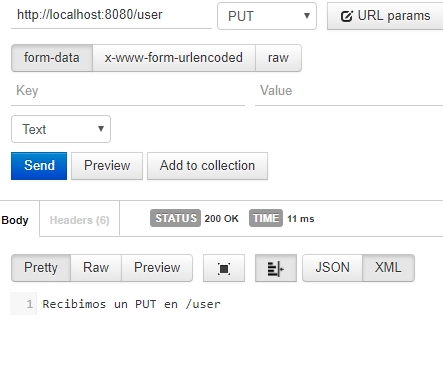 http://localhost:8080/user PUT URL params
form-data x-www-form-urlencoded raw
Key Value
Text
Send Preview Add to collection
Body Headers (6) STATUS 200 OK TIME 11 ms
Pretty Raw Preview JSON XML
1 Recibimos un PUT en /user